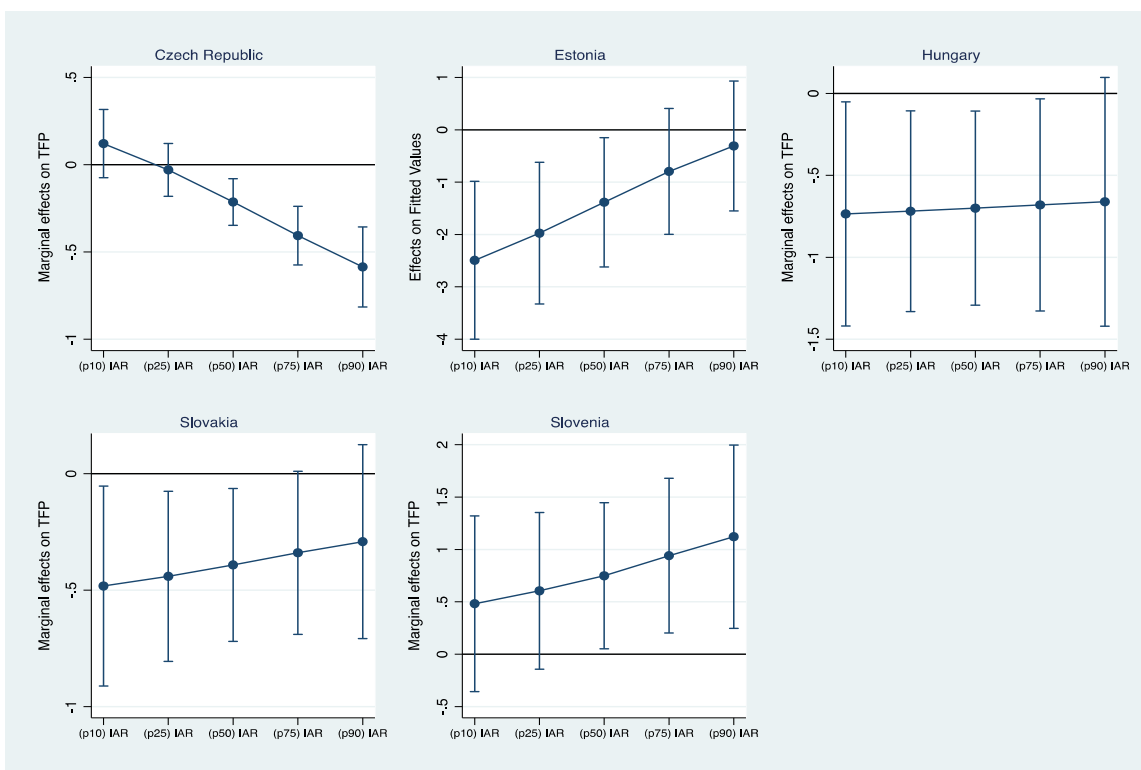 Czech Republic
Marginal effects on TFP
.5
0
-.5
-1
(p10) IAR (p25) IAR (p50) IAR (p75) IAR (p90) IAR
Estonia
Effects on Fitted Values
1
0
-1
-2
-3
-4
(p10) IAR (p25) IAR (p50) IAR (p75) IAR (p90) IAR
Hungary
Marginal effects on TFP
0
-.5
-1
-1.5
(p10) IAR (p25) IAR (p50) IAR (p75) IAR (p90) IAR
Slovakia
Marginal effects on TFP
0
-.5
-1
(p10) IAR (p25) IAR (p50) IAR (p75) IAR (p90) IAR
Slovenia
Marginal effects on TFP
2
1.5
1
.5
0
-.5
(p10) IAR (p25) IAR (p50) IAR (p75) IAR (p90) IAR